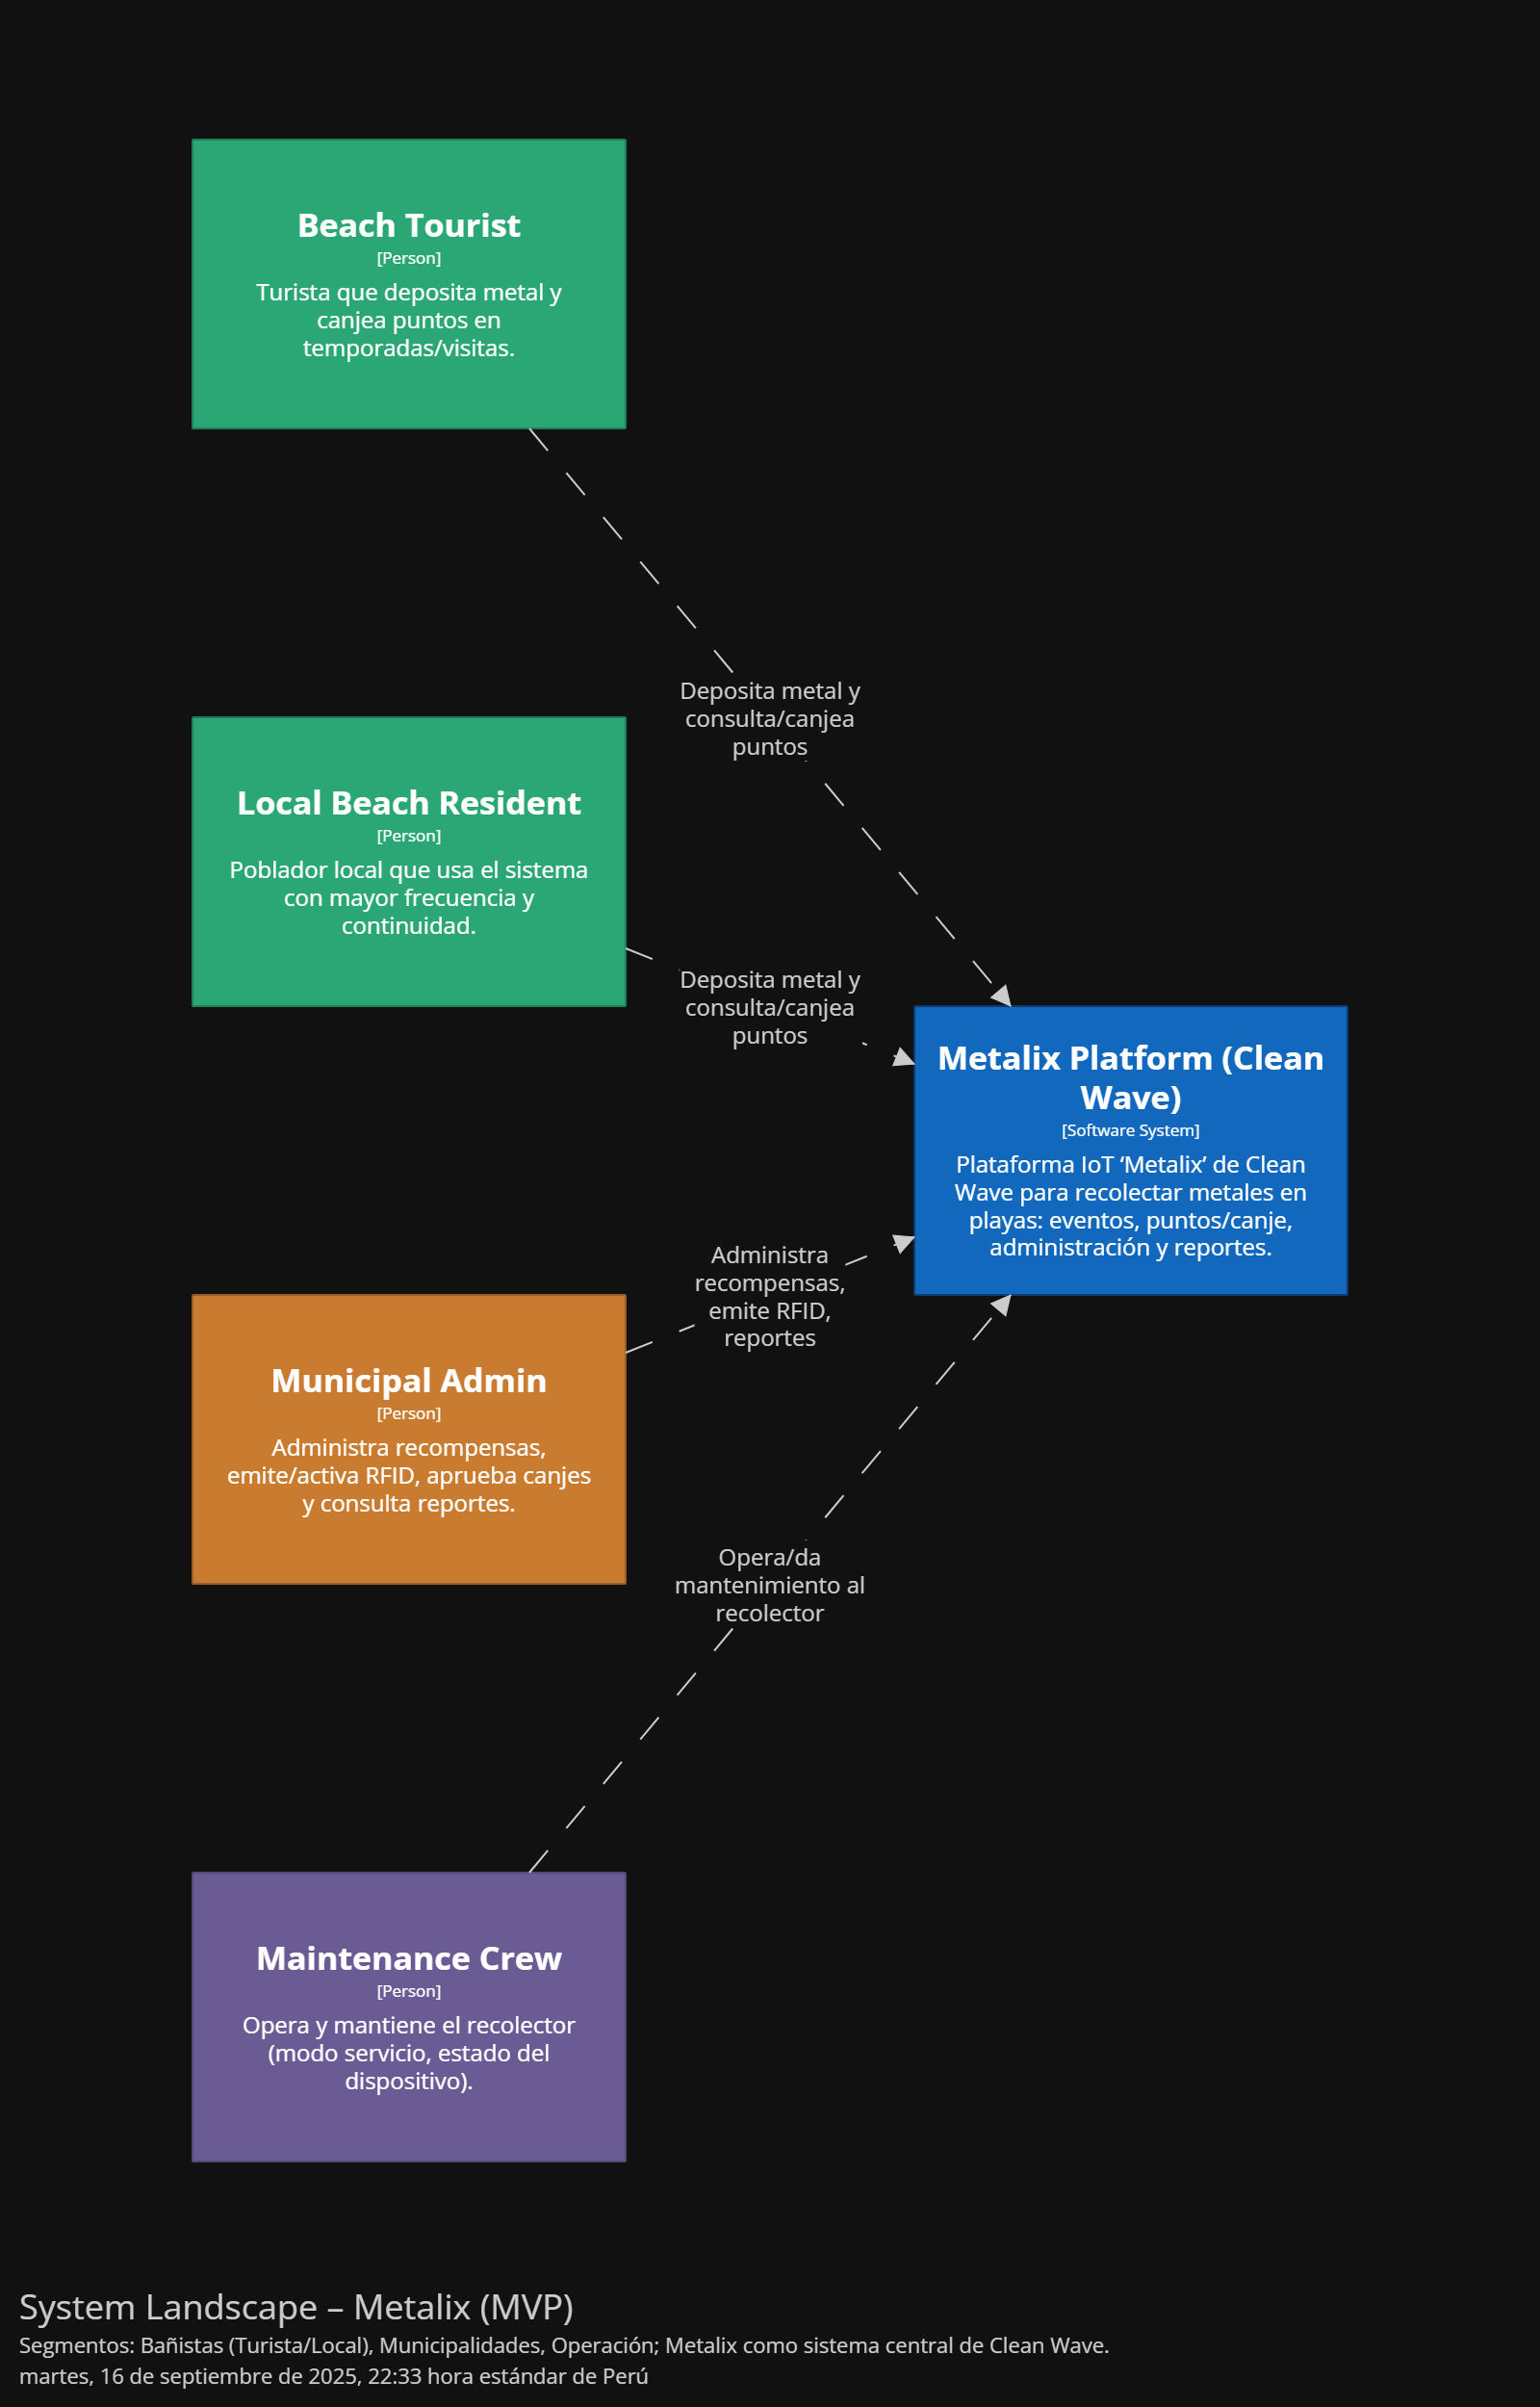 Beach Tourist
[Person]
Turista que deposita metal y
canjea puntos en
temporadas/visitas.
Deposita metal y
consulta/canjea
puntos
Local Beach Resident
[Person]
Poblador local que usa el sistema
con mayor frecuencia y
continuidad.
Deposita metal y
consulta/canjea
puntos
Metalix Platform (Clean
Wave)
[Software System]
Plataforma IoT ‘Metalix’ de Clean
Wave para recolectar metales en
playas: eventos, puntos/canje,
administración y reportes.
Administra
recompensas,
emite RFID,
reportes
Municipal Admin
[Person]
Administra recompensas,
emite/activa RFID, aprueba canjes
y consulta reportes.
Opera/da
mantenimiento al
recolector
Maintenance Crew
[Person]
Opera y mantiene el recolector
(modo servicio, estado del
dispositivo).
System Landscape – Metalix (MVP)
Segmentos: Bañistas (Turista/Local), Municipalidades, Operación; Metalix como sistema central de Clean Wave.
martes, 16 de septiembre de 2025, 22:33 hora estándar de Perú